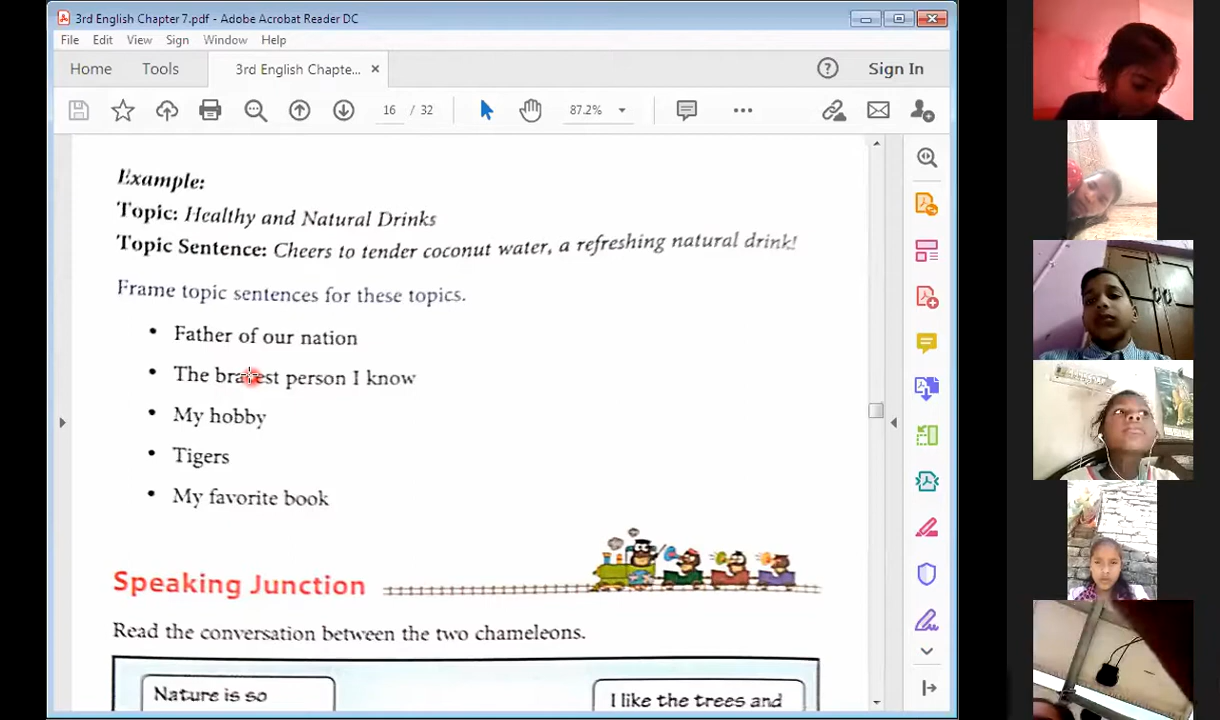 3rd English Chapter 7.pdf - Adobe Acrobat Reader DC
File Edit View Sign Window Help
Home Tools 3rd English Chapte... × Sign In
16 / 32 87.2%
Example:
Topic: Healthy and Natural Drinks
Topic Sentence: Cheers to tender coconut water, a refreshing natural drink!
Frame topic sentences for these topics.
• Father of our nation
• The bravest person I know
• My hobby
• Tigers
• My favorite book
Speaking Junction
Read the conversation between the two chameleons.
Nature is so
I like the trees and